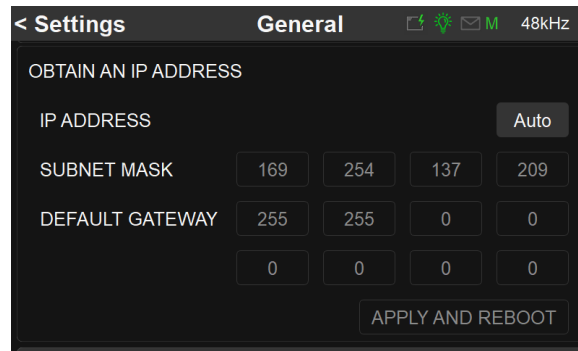 < Settings General M 48kHz
OBTAIN AN IP ADDRESS
IP ADDRESS Auto
SUBNET MASK 169 254 137 209
DEFAULT GATEWAY 255 255 0 0
0 0 0 0
APPLY AND REBOOT